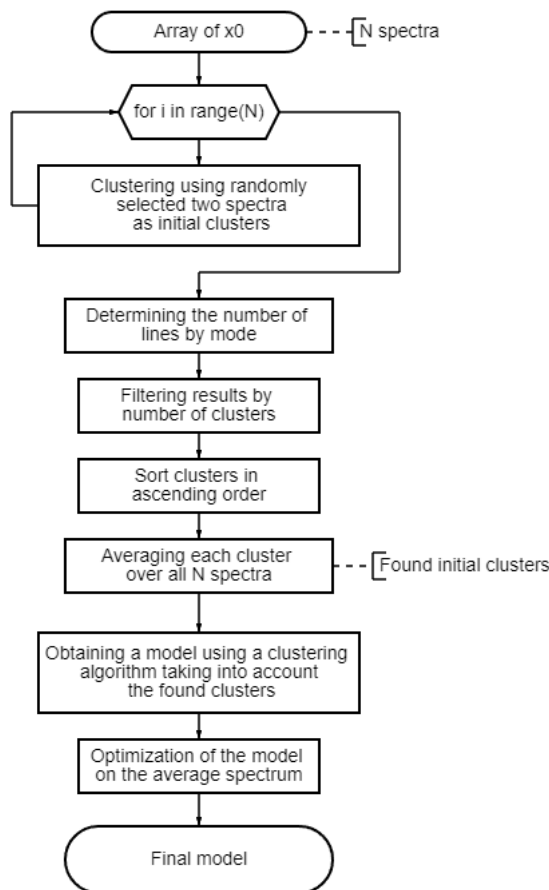 Array of x0
N spectra
for i in range(N)
Clustering using randomly
selected two spectra
as initial clusters
Determining the number of
lines by mode
Filtering results by
number of clusters
Sort clusters in
ascending order
Averaging each cluster
over all N spectra
Found initial clusters
Obtaining a model using a clustering
algorithm taking into account
the found clusters
Optimization of the model
on the average spectrum
Final model